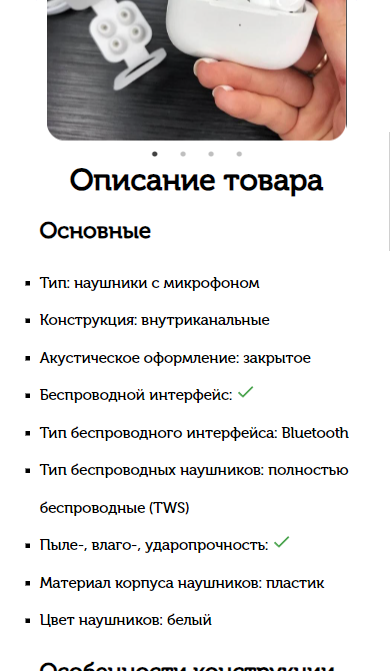 Описание товара
Основные
Тип: наушники с микрофоном
Конструкция: внутриканальные
Акустическое оформление: закрытое
Беспроводной интерфейс:
Тип беспроводного интерфейса: Bluetooth
Тип беспроводных наушников: полностью
беспроводные (TWS)
Пыле-, влаго-, ударопрочность:
Материал корпуса наушников: пластик
Цвет наушников: белый
Особенности конструкции